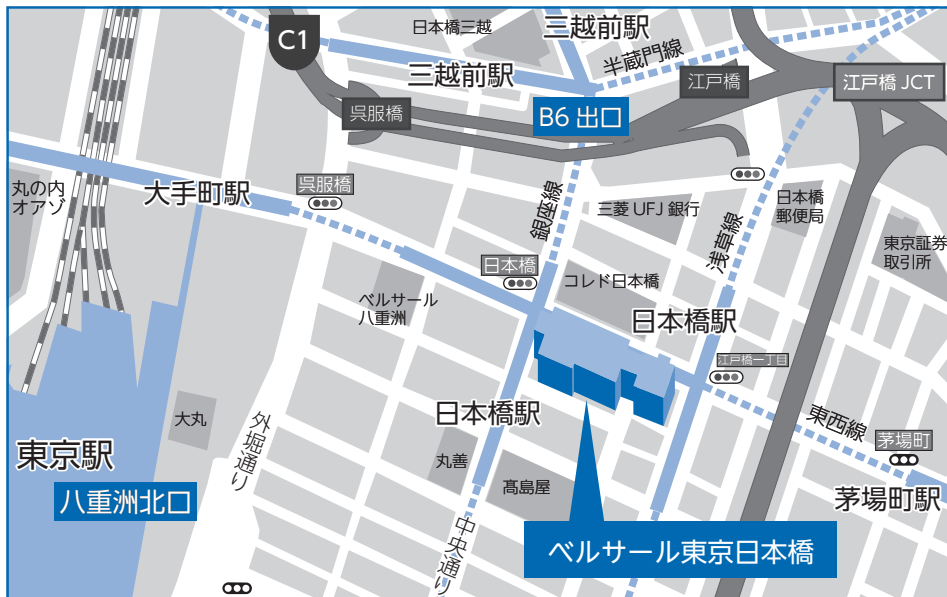 C1
日本橋三越
三越前駅
三越前駅
半蔵門線
江戸橋
江戸橋 JCT
呉服橋
B6 出口
丸の内
オアゾ
大手町駅
呉服橋
銀座線
三菱 UFJ 銀行
日本橋
郵便局
浅草線
東京証券
取引所
日本橋
コレド日本橋
ベルサール
八重洲
日本橋駅
江戸橋一丁目
大丸
外堀通り
日本橋駅
東西線
茅場町
東京駅
丸善
髙島屋
八重洲北口
茅場町駅
中央通り
ベルサール東京日本橋